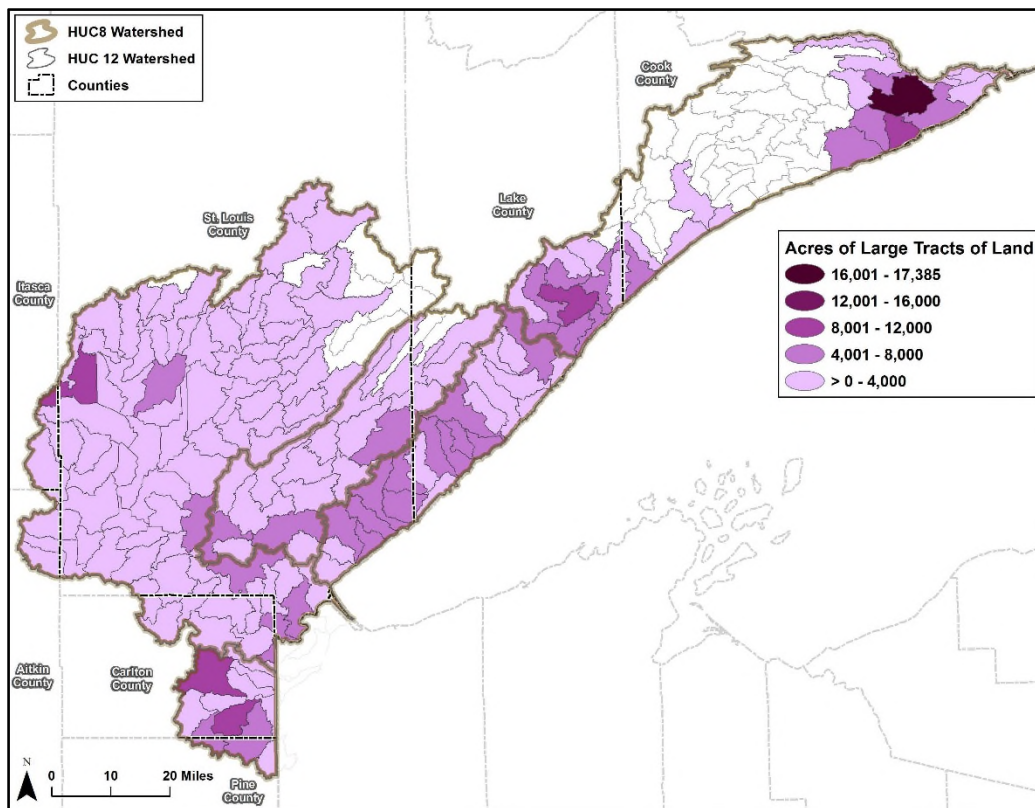 HUC8 Watershed
HUC 12 Watershed
Counties
Cook
County
Lake
County
St. Louis
County
Itasca
County
Acres of Large Tracts of Land
16,001 - 17,385
12,001 - 16,000
8,001 - 12,000
4,001 - 8,000
> 0 - 4,000
Aitkin
County
Carlton
County
Pine
County
N
0 10 20 Miles